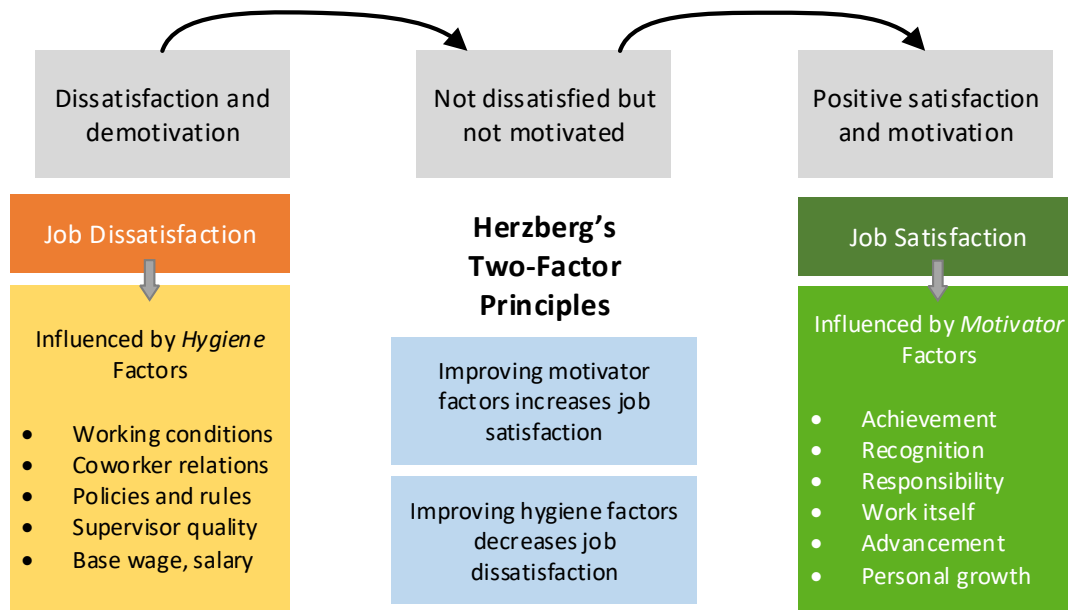 Dissatisfaction and
demotivation
Not dissatisfied but
not motivated
Positive satisfaction
and motivation
Job Dissatisfaction
Influenced by Hygiene
Factors
• Working conditions
• Coworker relations
• Policies and rules
• Supervisor quality
• Base wage, salary
Herzberg’s
Two-Factor
Principles
Improving motivator
factors increases job
satisfaction
Improving hygiene factors
decreases job
dissatisfaction
Job Satisfaction
Influenced by Motivator
Factors
• Achievement
• Recognition
• Responsibility
• Work itself
• Advancement
• Personal growth